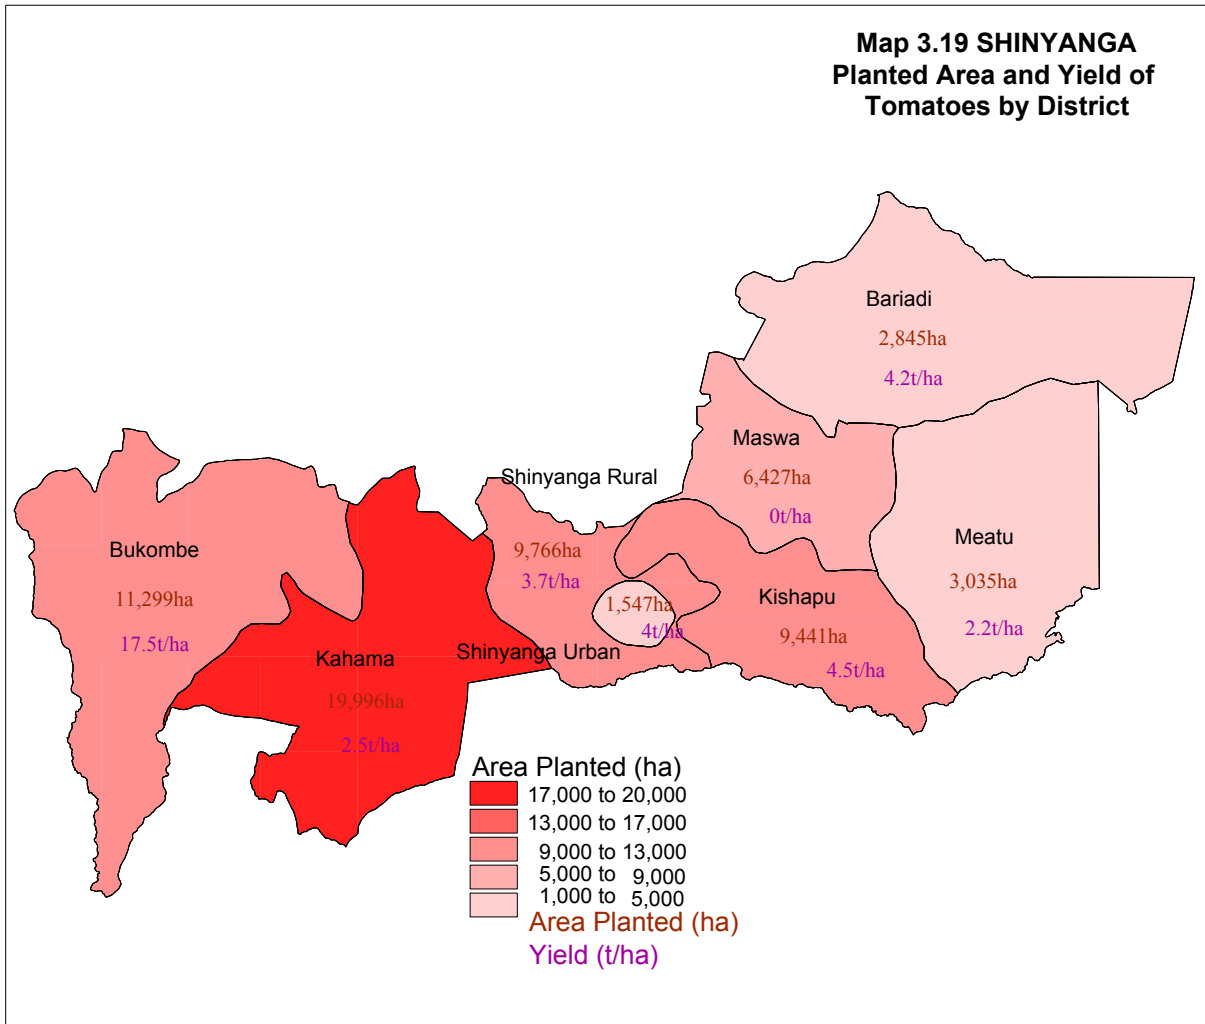 Map 3.19 SHINYANGA
Planted Area and Yield of
Tomatoes by District
Bariadi
2,845ha
4.2t/ha
Maswa
6,427ha
0t/ha
Shinyanga Rural
9,766ha
3.7t/ha
Meatu
3,035ha
2.2t/ha
Bukombe
11,299ha
17.5t/ha
Kishapu
9,441ha
4.5t/ha
1,547ha
4t/ha
Shinyanga Urban
Kahama
19,996ha
2.5t/ha
Area Planted (ha)
17,000 to 20,000
13,000 to 17,000
9,000 to 13,000
5,000 to 9,000
1,000 to 5,000
Area Planted (ha)
Yield (t/ha)